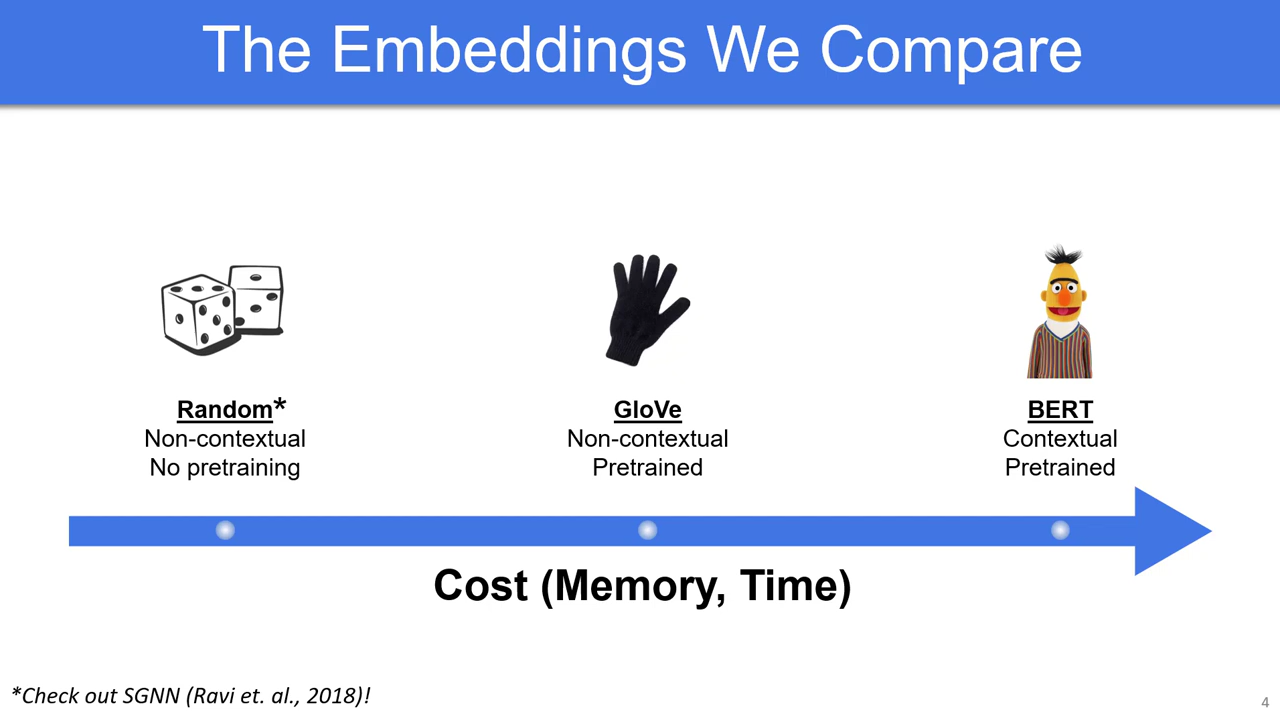 The Embeddings We Compare
Random*
Non-contextual
No pretraining
GloVe
Non-contextual
Pretrained
BERT
Contextual
Pretrained
Cost (Memory, Time)
*Check out SGNN (Ravi et. al., 2018)!
4